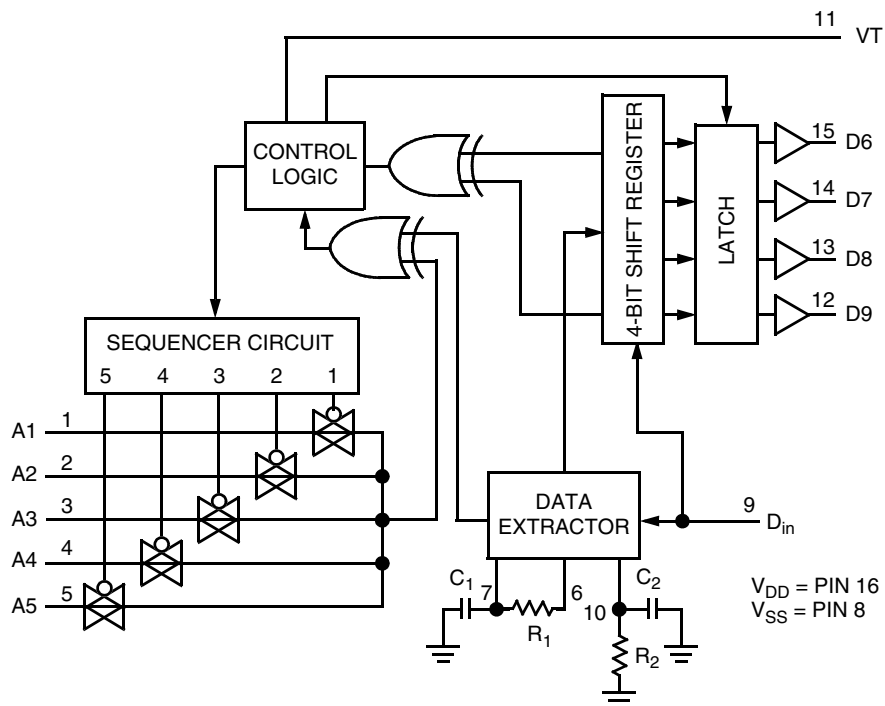 11
VT
CONTROL
LOGIC
4-BIT SHIFT REGISTER
LATCH
15 D6
14 D7
13 D8
12 D9
SEQUENCER CIRCUIT
5 4 3 2 1
A1 1
A2 2
A3 3
A4 4
A5 5
DATA
EXTRACTOR
9
Din
C1 7 6 10 C2
R1
R2
VDD = PIN 16
VSS = PIN 8